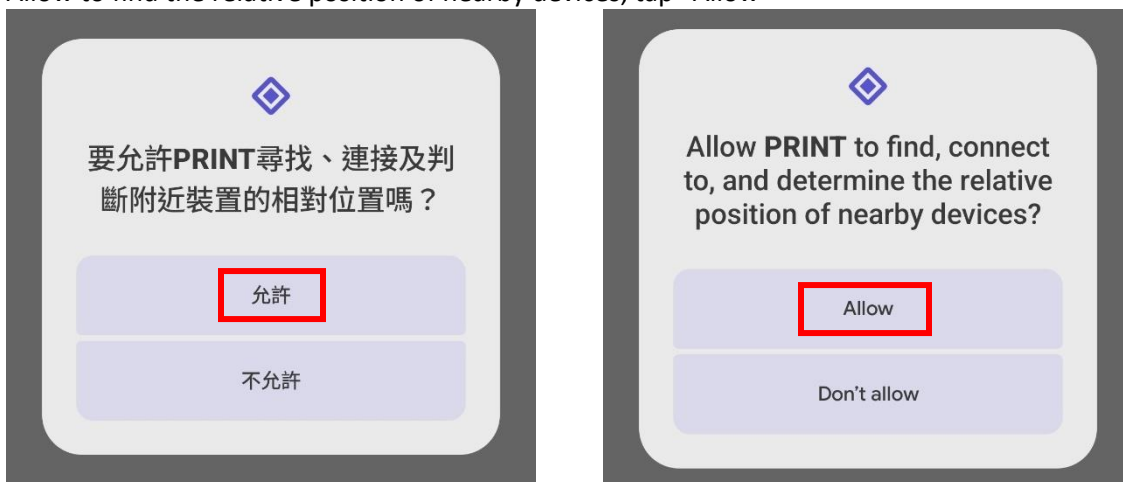 Allow to find the relative position of nearby devices, tap "Allow"
要允許PRINT尋找、連接及判
斷附近裝置的相對位置嗎？
允許
不允許
Allow PRINT to find, connect
to, and determine the relative
position of nearby devices?
Allow
Don't allow